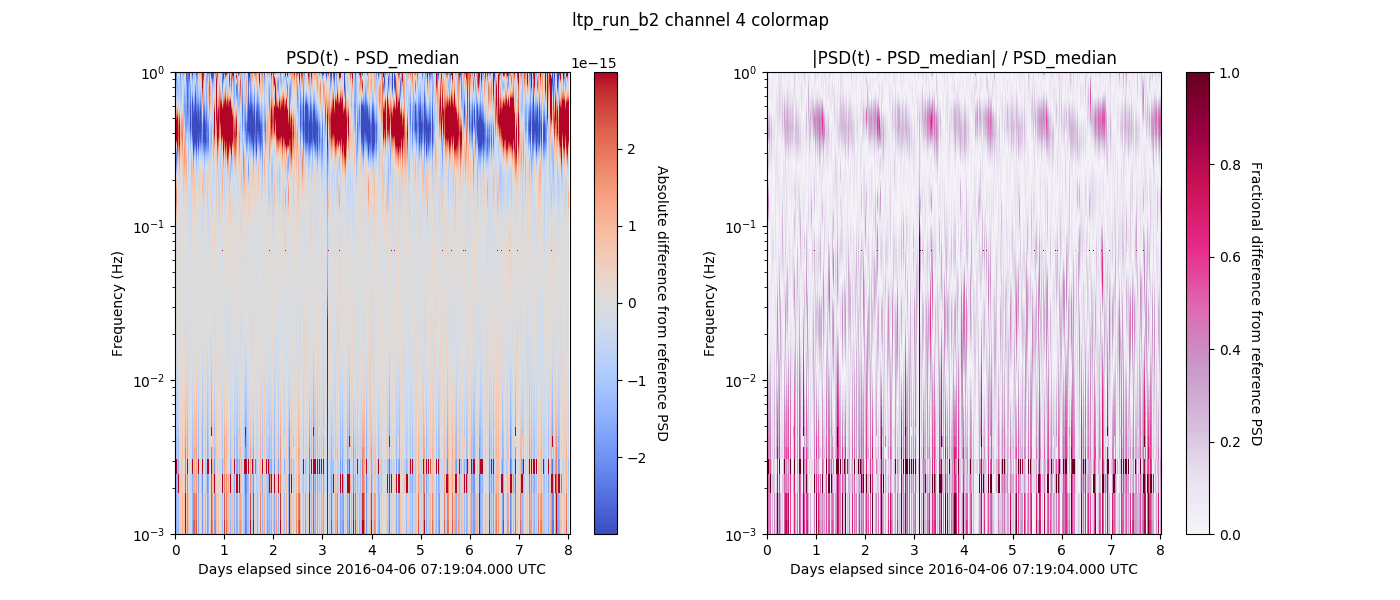 ltp_run_b2 channel 4 colormap
PSD(t) - PSD_median
1e−15
10⁰
10⁻¹
10⁻²
10⁻³
Frequency (Hz)
0 1 2 3 4 5 6 7 8
Days elapsed since 2016-04-06 07:19:04.000 UTC
2
1
0
−1
−2
Absolute difference from reference PSD
|PSD(t) - PSD_median| / PSD_median
10⁰
10⁻¹
10⁻²
10⁻³
Frequency (Hz)
0 1 2 3 4 5 6 7 8
Days elapsed since 2016-04-06 07:19:04.000 UTC
1.0
0.8
0.6
0.4
0.2
0.0
Fractional difference from reference PSD